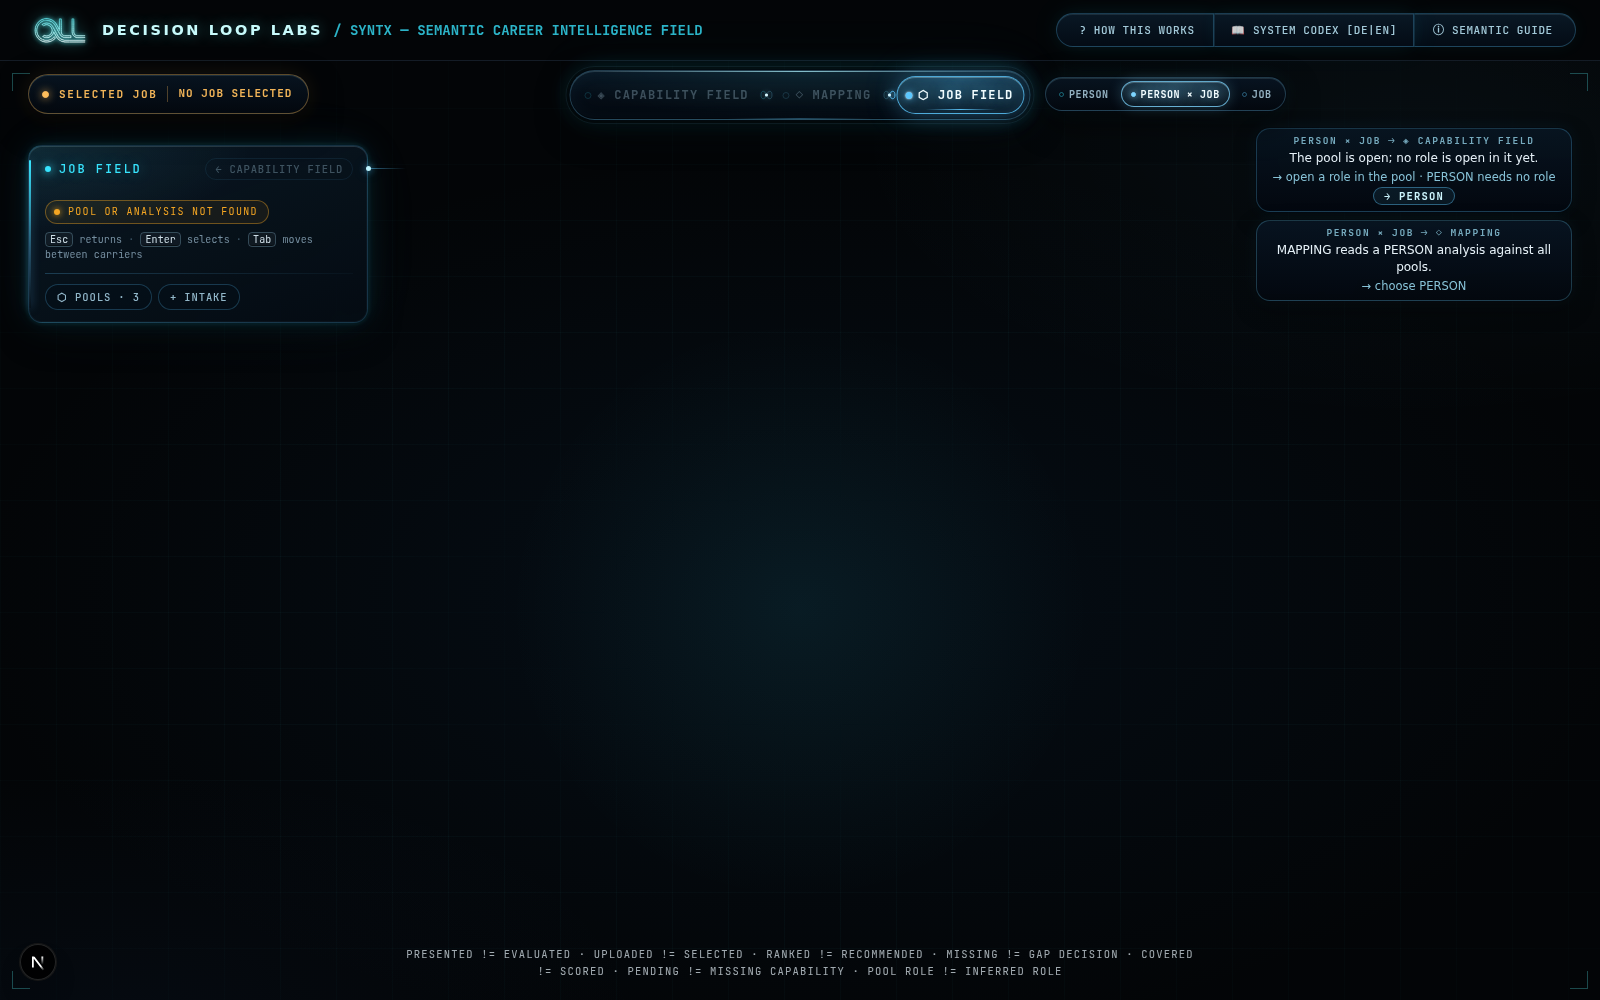 DLL DECISION LOOP LABS / SYNTX — SEMANTIC CAREER INTELLIGENCE FIELD
? HOW THIS WORKS
📖 SYSTEM CODEX [DE|EN]
ⓘ SEMANTIC GUIDE
SELECTED JOB | NO JOB SELECTED
◈ CAPABILITY FIELD
◇ MAPPING
⬡ JOB FIELD
PERSON
PERSON × JOB
JOB
JOB FIELD
← CAPABILITY FIELD
POOL OR ANALYSIS NOT FOUND
Esc returns · Enter selects · Tab moves
between carriers
⬡ POOLS · 3
+ INTAKE
PERSON × JOB → ◈ CAPABILITY FIELD
The pool is open; no role is open in it yet.
→ open a role in the pool · PERSON needs no role
→ PERSON
PERSON × JOB → ◇ MAPPING
MAPPING reads a PERSON analysis against all
pools.
→ choose PERSON
N
PRESENTED != EVALUATED · UPLOADED != SELECTED · RANKED != RECOMMENDED · MISSING != GAP DECISION · COVERED
!= SCORED · PENDING != MISSING CAPABILITY · POOL ROLE != INFERRED ROLE